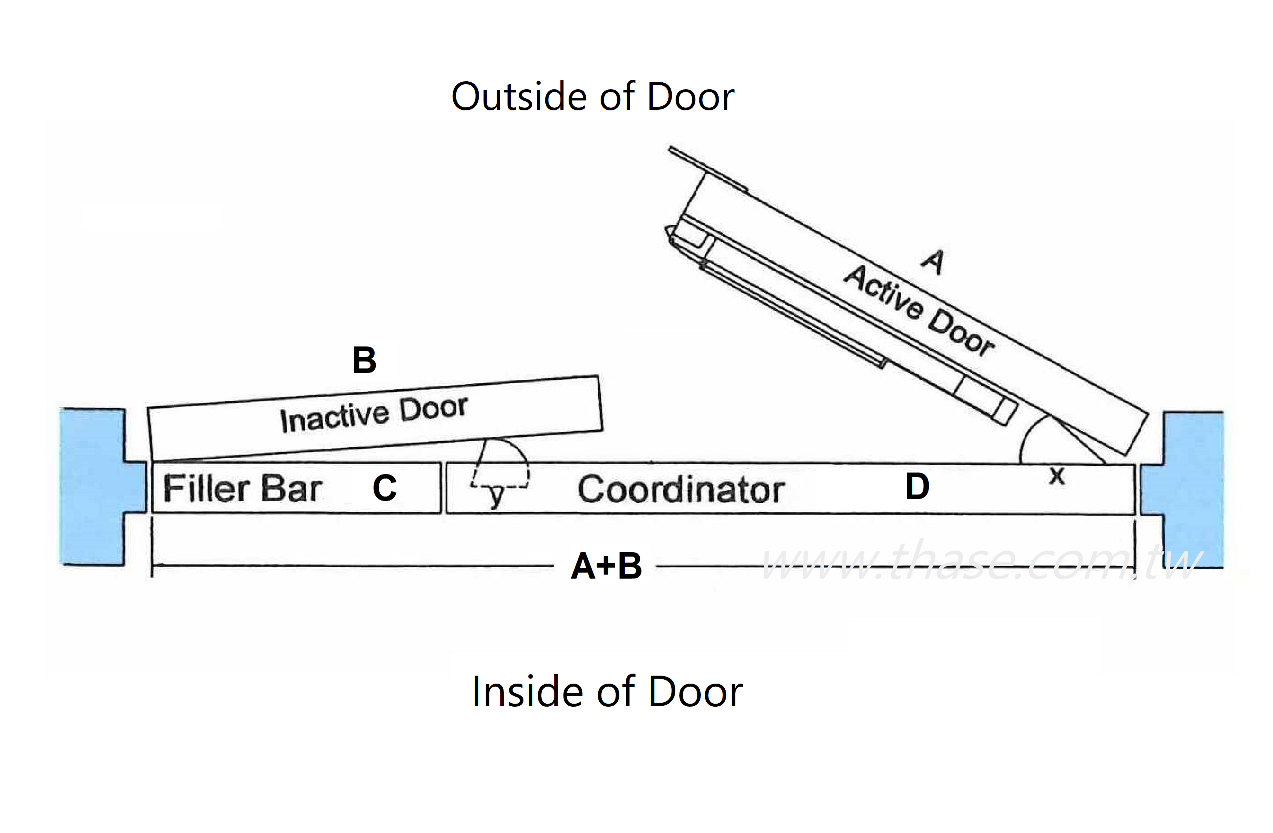 Outside of Door
A
Active Door
B
Inactive Door
Filler Bar C
y
Coordinator D
x
A+B
www.thase.com.tw
Inside of Door